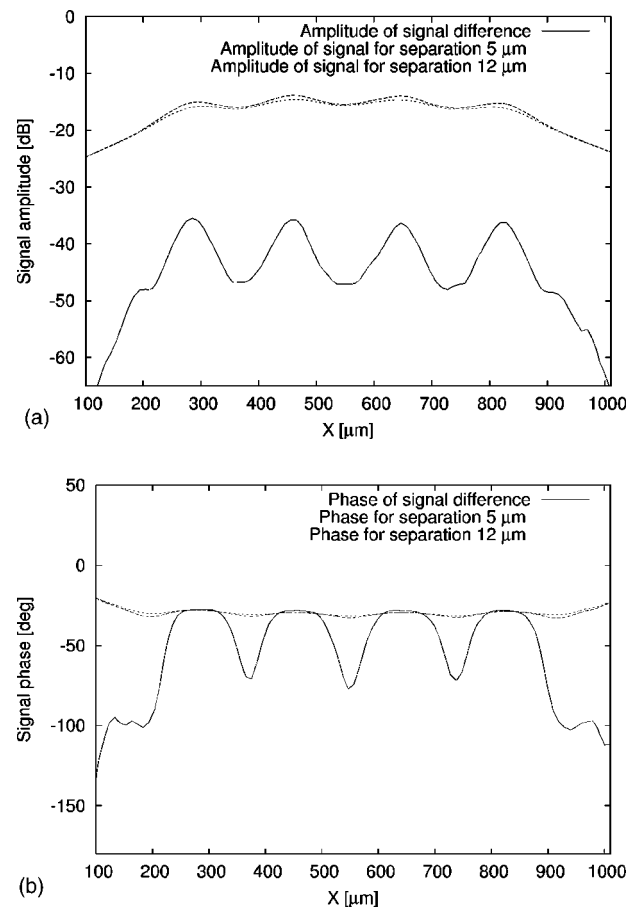 0
-10
-20
-30
-40
-50
-60
Signal amplitude [dB]
Amplitude of signal difference
Amplitude of signal for separation 5 μm
Amplitude of signal for separation 12 μm
100 200 300 400 500 600 700 800 900 1000
X [μm]
(a)
50
0
-50
-100
-150
Signal phase [deg]
Phase of signal difference
Phase for separation 5 μm
Phase for separation 12 μm
100 200 300 400 500 600 700 800 900 1000
X [μm]
(b)